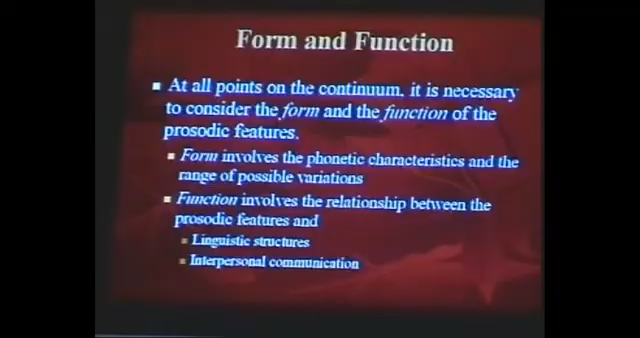 Form and Function
At all points on the continuum, it is necessary
to consider the form and the function of the
prosodic features.
Form involves the phonetic characteristics and the
range of possible variations
Function involves the relationship between the
prosodic features and
Linguistic structures
Interpersonal communication